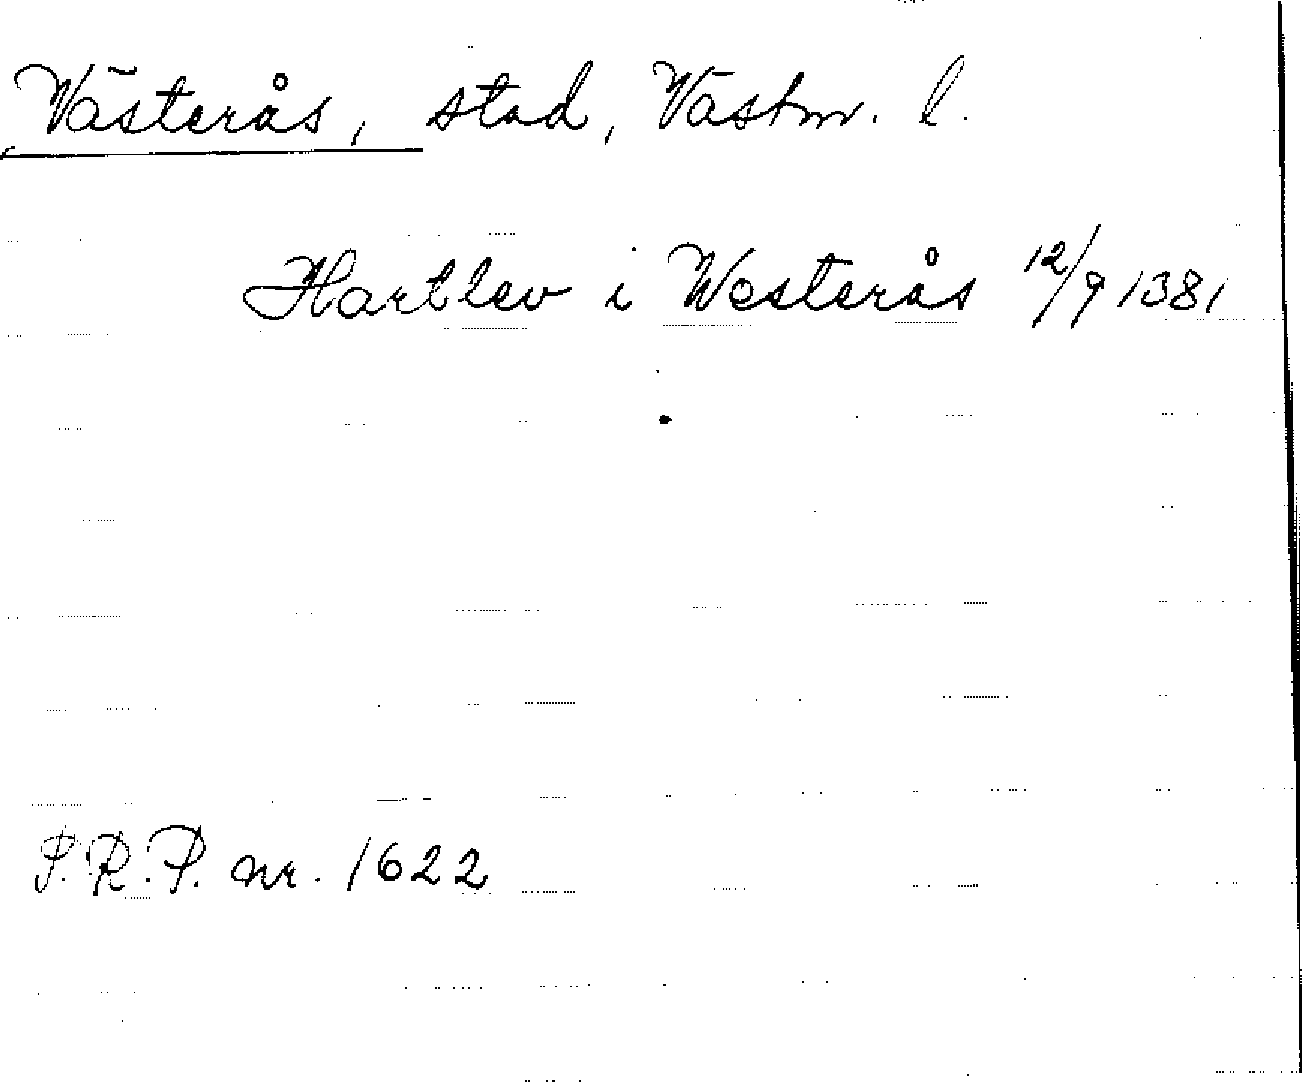 Västerås, stad, Västm. l.
Hartlev i Westerås 12/9 1381
P.R.P. nr. 1622